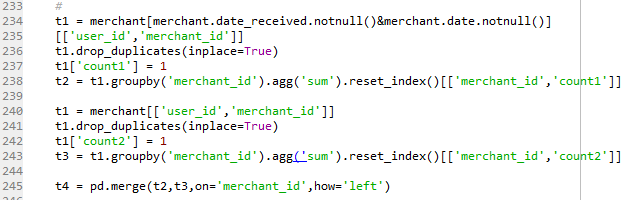 233 #
234 t1 = merchant[merchant.date_received.notnull()&merchant.date.notnull()]
235 [['user_id','merchant_id']]
236 t1.drop_duplicates(inplace=True)
237 t1['count1'] = 1
238 t2 = t1.groupby('merchant_id').agg('sum').reset_index()[['merchant_id','count1']]
239
240 t1 = merchant[['user_id','merchant_id']]
241 t1.drop_duplicates(inplace=True)
242 t1['count2'] = 1
243 t3 = t1.groupby('merchant_id').agg('sum').reset_index()[['merchant_id','count2']]
244
245 t4 = pd.merge(t2,t3,on='merchant_id',how='left')